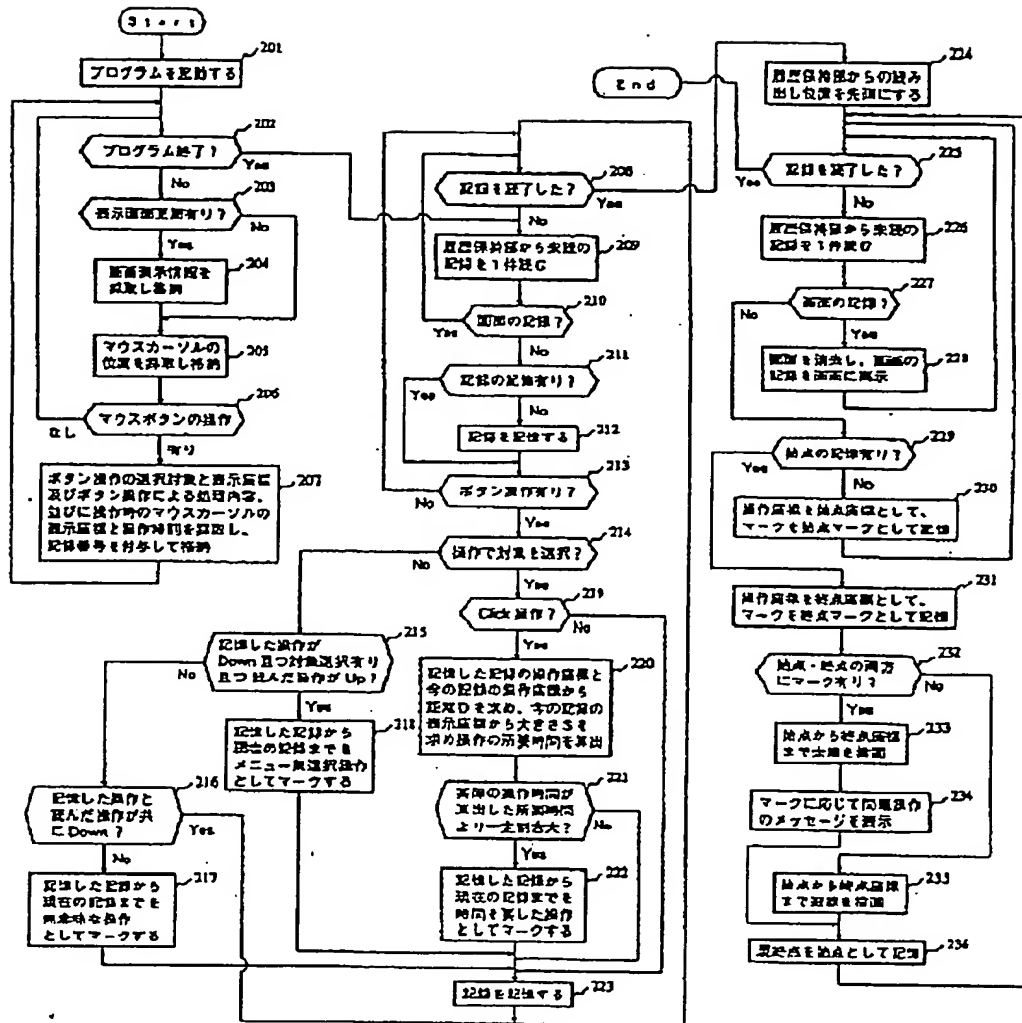 Start
201
プログラムを起動する
202
プログラム終了?
Yes
No
203
表示画面更新有り?
No
Yes
204
画面表示情報を
採取し格納
205
マウスカーソルの
位置を採取し格納
206
マウスボタンの操作
なし
有り
207
ボタン操作の選択対象と表示座標
及びボタン操作による処理内容、
並びに操作時のマウスカーソルの
表示座標と操作時刻を採取し、
記録番号を付与して格納
208
記録を終了した?
Yes
No
209
履歴保持部から未読の
記録を1件読む
210
画面の記録?
Yes
No
211
記録の記憶有り?
Yes
No
212
記録を記憶する
213
ボタン操作有り?
No
Yes
214
操作で対象を選択?
No
Yes
215
記憶した操作が
Down且つ対象選択有り
且つ読んだ操作がUp?
No
Yes
216
記憶した操作と
読んだ操作が共
にDown?
Yes
No
217
記憶した記録から
現在の記録までを
無意味な操作
としてマークする
218
記憶した記録から
現在の記録までを
メニュー無選択操作
としてマークする
219
Click操作?
No
Yes
220
記憶した記録の操作座標と
今の記録の操作座標から
距離Dを求め、今の記録の
表示座標から大きさSを
求め操作の所要時間を算出
221
実際の操作時間が
算出した所要時間
より一定割合大?
No
Yes
222
記憶した記録から
現在の記録までを
時間を要した操作
としてマークする
223
記録を記憶する
224
履歴保持部からの読み
出し位置を先頭にする
End
225
記録を終了した?
Yes
No
226
履歴保持部から未読の
記録を1件読む
227
画面の記録?
No
Yes
228
画面を消去し、画面の
記録を画面に表示
229
始点の記憶有り?
Yes
No
230
操作座標を始点座標として、
マークを始点マークとして記憶
231
操作座標を終点座標として、
マークを終点マークとして記憶
232
始点・終点の両方
にマーク有り?
No
Yes
233
始点から終点座標
まで太線を描画
234
マークに応じて問題操作
のメッセージを表示
235
始点から終点座標
まで細線を描画
236
現終点を始点として記憶